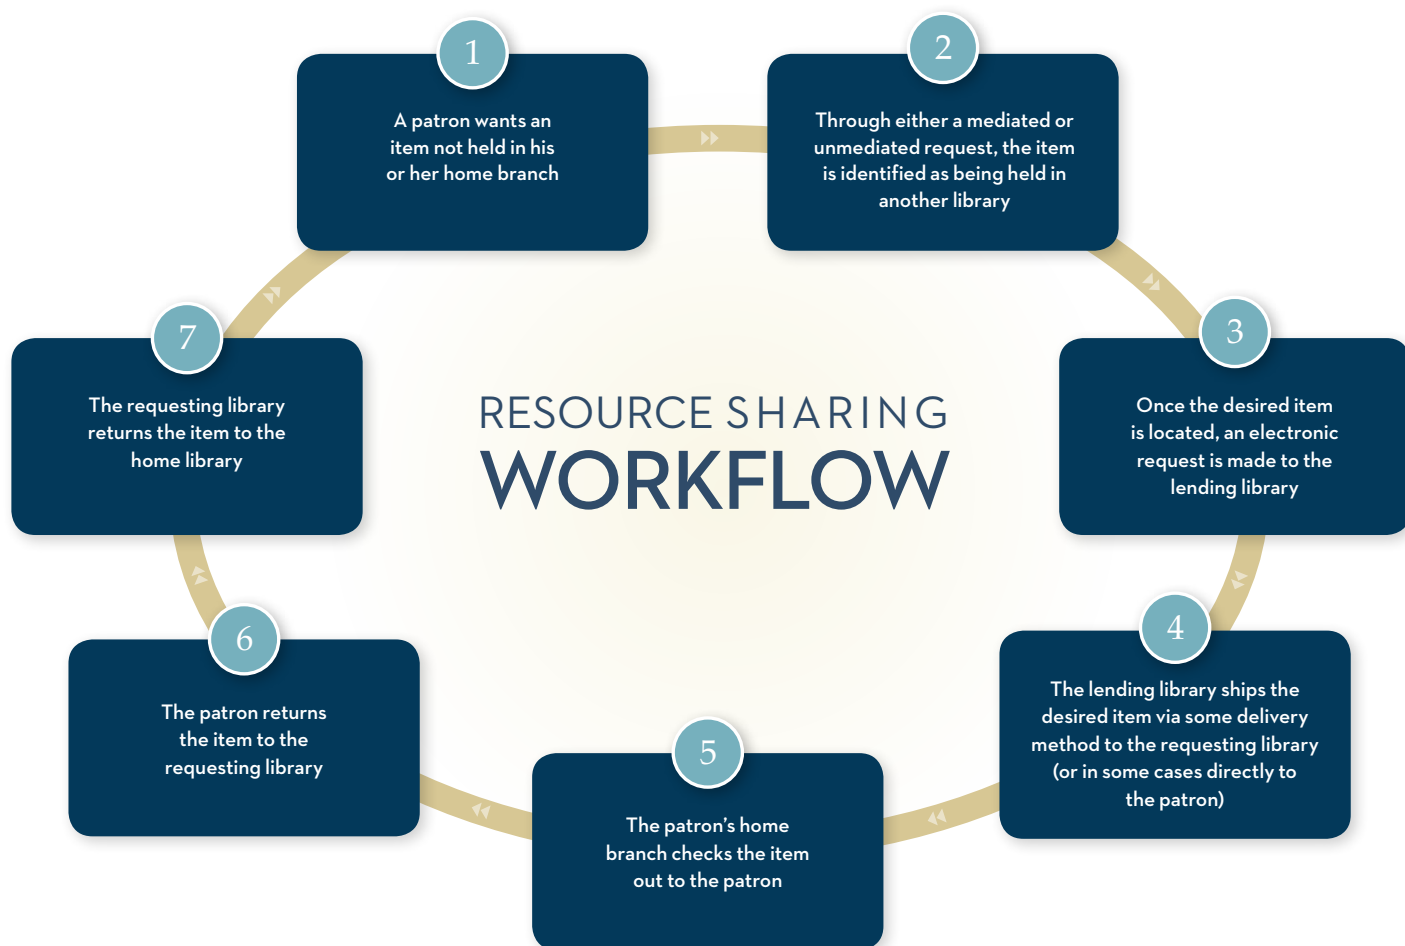 1
A patron wants an
item not held in his
or her home branch
2
Through either a mediated or
unmediated request, the item
is identified as being held in
another library
3
Once the desired item
is located, an electronic
request is made to the
lending library
4
The lending library ships the
desired item via some delivery
method to the requesting library
(or in some cases directly to
the patron)
5
The patron’s home
branch checks the item
out to the patron
6
The patron returns
the item to the
requesting library
7
The requesting library
returns the item to the
home library
RESOURCE SHARING
WORKFLOW